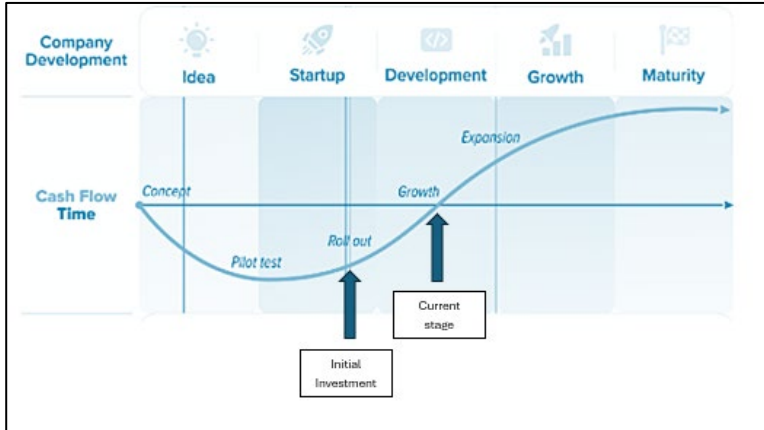 Company
Development
Idea
Startup
Development
Growth
Maturity
Expansion
Concept
Growth
Cash Flow
Time
Roll out
Pilot test
Current
stage
Initial
Investment